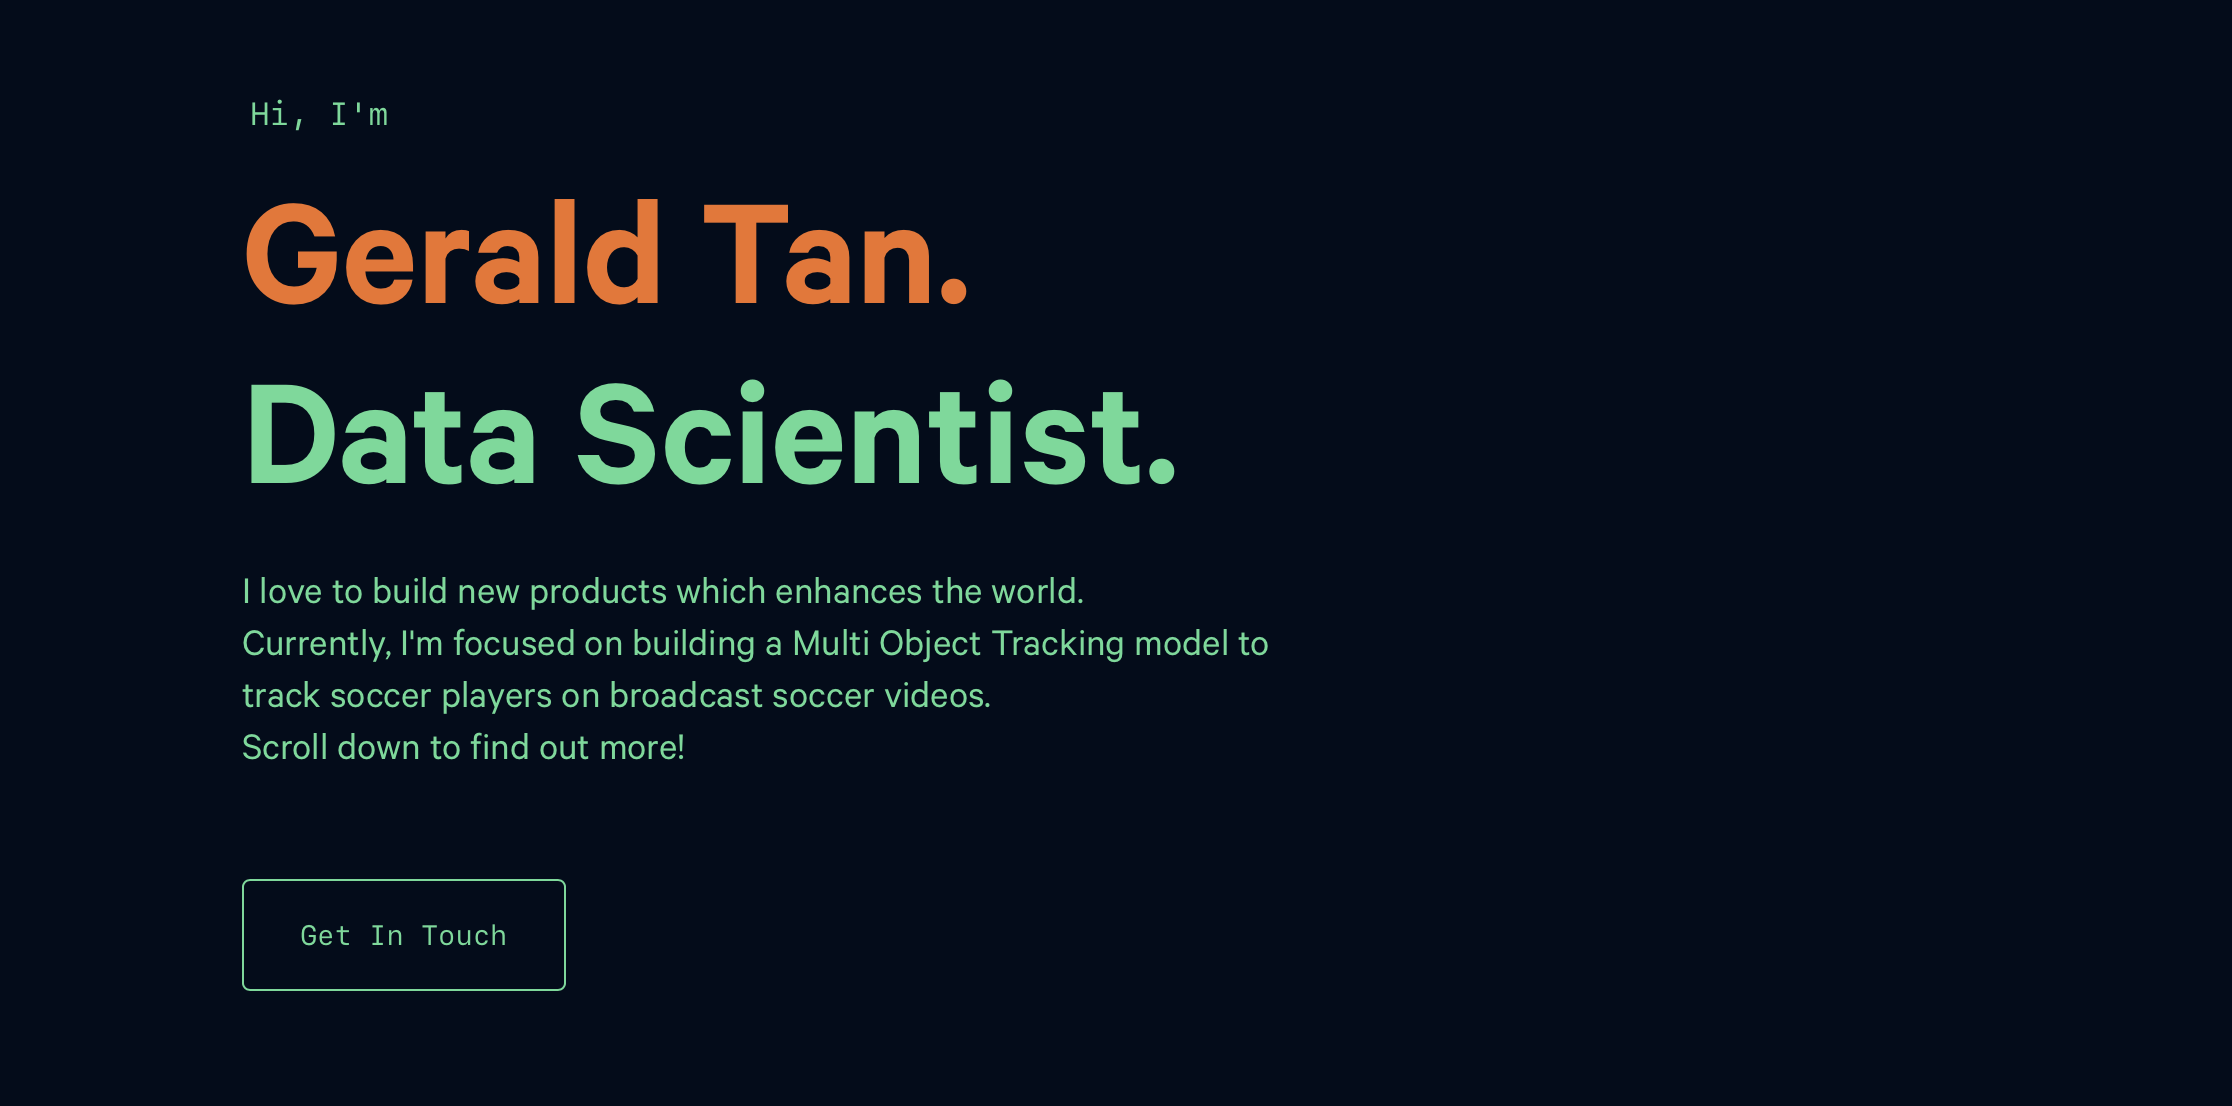 Hi, I'm
Gerald Tan.
Data Scientist.
I love to build new products which enhances the world.
Currently, I'm focused on building a Multi Object Tracking model to
track soccer players on broadcast soccer videos.
Scroll down to find out more!
Get In Touch